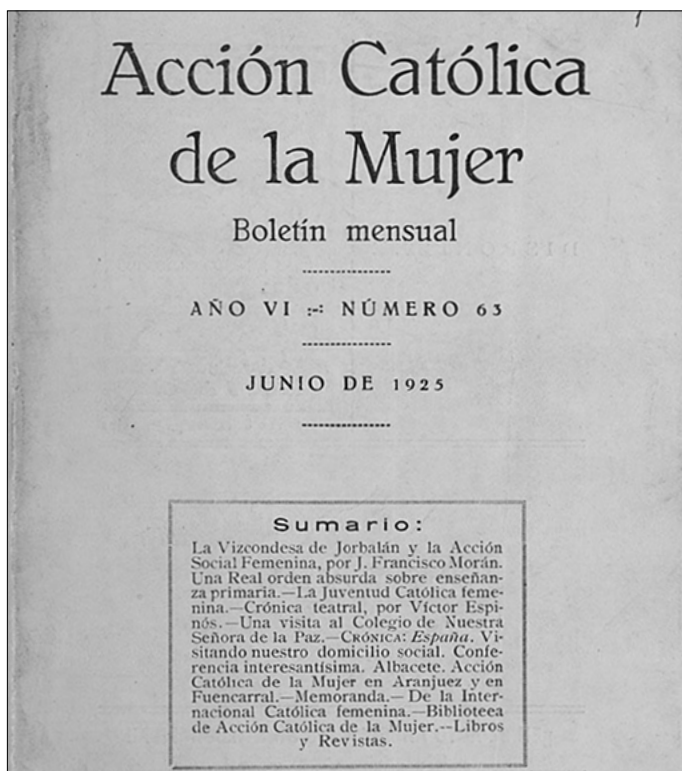 Acción Católica
de la Mujer
Boletín mensual
AÑO VI :-: NÚMERO 63
JUNIO DE 1925
Sumario:
La Vizcondesa de Jorbalán y la Acción
Social Femenina, por J. Francisco Morán.
Una Real orden absurda sobre enseñan-
za primaria.—La Juventud Católica feme-
nina.—Crónica teatral, por Víctor Espi-
nós.—Una visita al Colegio de Nuestra
Señora de la Paz.—CRÓNICA: España. Vi-
sitando nuestro domicilio social. Confe-
rencia interesantísima. Albacete. Acción
Católica de la Mujer en Aranjuez y en
Fuencarral.—Memoranda.— De la Inter-
nacional Católica femenina.—Biblioteca
de Acción Católica de la Mujer.--Libros
y Revistas.